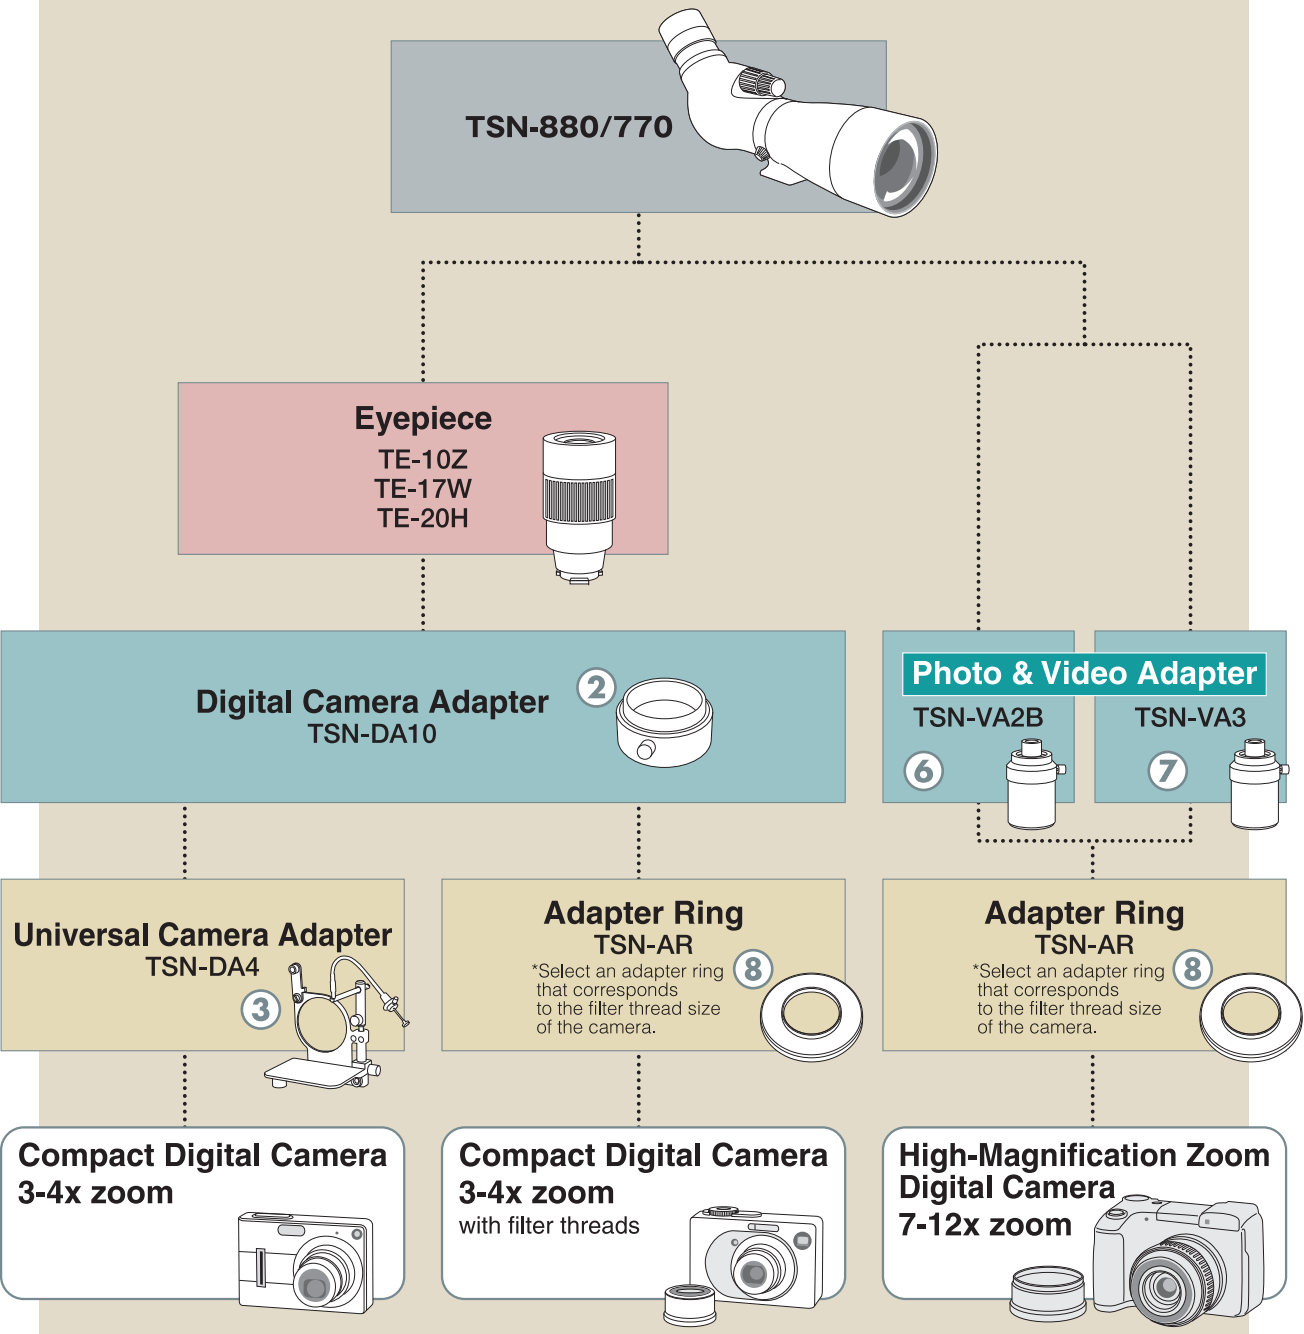 TSN-880/770
Eyepiece
TE-10Z
TE-17W
TE-20H
Digital Camera Adapter
TSN-DA10
2
Photo & Video Adapter
TSN-VA2B
6
TSN-VA3
7
Universal Camera Adapter
TSN-DA4
3
Adapter Ring
TSN-AR
*Select an adapter ring
that corresponds
to the filter thread size
of the camera.
8
Adapter Ring
TSN-AR
*Select an adapter ring
that corresponds
to the filter thread size
of the camera.
8
Compact Digital Camera
3-4x zoom
Compact Digital Camera
3-4x zoom
with filter threads
High-Magnification Zoom
Digital Camera
7-12x zoom